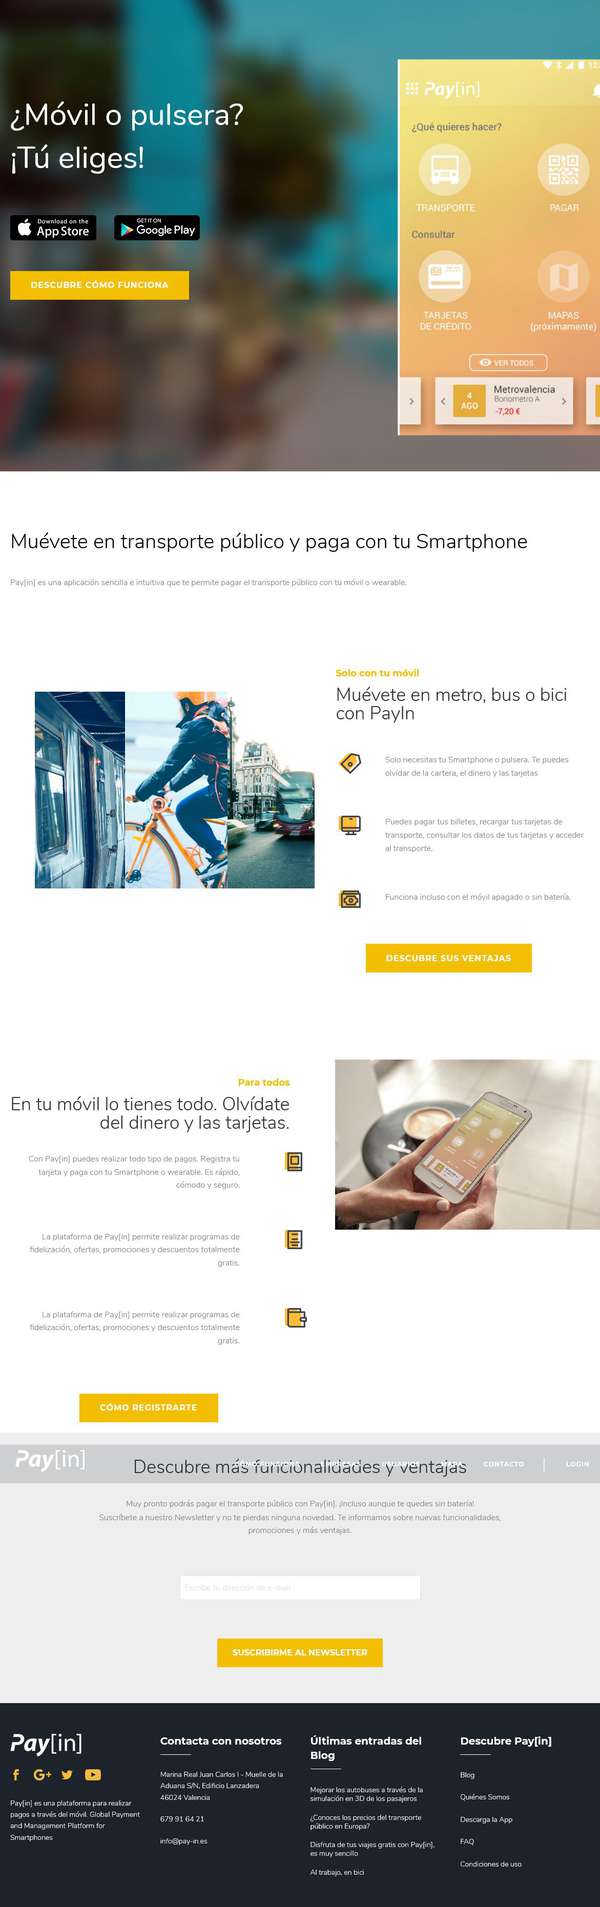 ¿Móvil o pulsera?
¡Tú eliges!
Download on the
App Store
GET IT ON
Google Play
DESCUBRE CÓMO FUNCIONA
Pay[in]
¿Qué quieres hacer?
TRANSPORTE
PAGAR
Consultar
TARJETAS
DE CRÉDITO
MAPAS
(próximamente)
VER TODOS
4
AGO
Metrovalencia
Bonometro A
-7,20 €
Muévete en transporte público y paga con tu Smartphone
Pay[in] es una aplicación sencilla e intuitiva que te permite pagar el transporte público con tu móvil o wearable.
Solo con tu móvil
Muévete en metro, bus o bici
con PayIn
Solo necesitas tu Smartphone o pulsera. Te puedes
olvidar de la cartera, el dinero y las tarjetas
Puedes pagar tus billetes, recargar tus tarjetas de
transporte, consultar los datos de tus tarjetas y acceder
al transporte.
Funciona incluso con el móvil apagado o sin batería.
DESCUBRE SUS VENTAJAS
Para todos
En tu móvil lo tienes todo. Olvídate
del dinero y las tarjetas.
Con Pay[in] puedes realizar todo tipo de pagos. Registra tu
tarjeta y paga con tu Smartphone o wearable. Es rápido,
cómodo y seguro.
La plataforma de Pay[in] permite realizar programas de
fidelización, ofertas, promociones y descuentos totalmente
gratis.
La plataforma de Pay[in] permite realizar programas de
fidelización, ofertas, promociones y descuentos totalmente
gratis.
CÓMO REGISTRARTE
Pay[in]
CONTACTO
LOGIN
Descubre más funcionalidades y ventajas
Muy pronto podrás pagar el transporte público con Pay[in]. ¡Incluso aunque te quedes sin batería!
Suscríbete a nuestro Newsletter y no te pierdas ninguna novedad. Te informamos sobre nuevas funcionalidades,
promociones y más ventajas.
Escribe tu dirección de e-mail
SUSCRIBIRME AL NEWSLETTER
Pay[in]
Pay[in] es una plataforma para realizar
pagos a través del móvil. Global Payment
and Management Platform for
Smartphones
Contacta con nosotros
Marina Real Juan Carlos I - Muelle de la
Aduana S/N, Edificio Lanzadera
46024 Valencia
679 91 64 21
info@pay-in.es
Últimas entradas del
Blog
Mejorar los autobuses a través de la
simulación en 3D de los pasajeros
¿Conoces los precios del transporte
público en Europa?
Disfruta de tus viajes gratis con Pay[in],
es muy sencillo
Al trabajo, en bici
Descubre Pay[in]
Blog
Quiénes Somos
Descarga la App
FAQ
Condiciones de uso